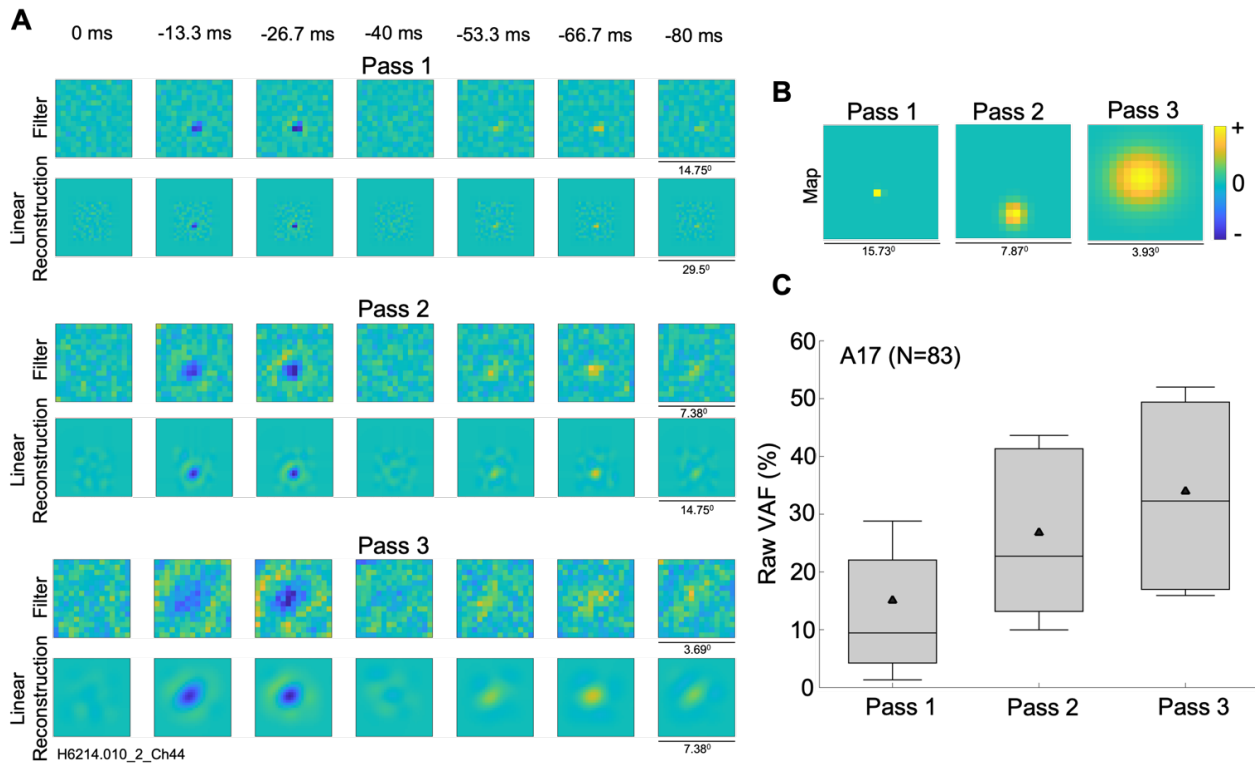 A
0 ms -13.3 ms -26.7 ms -40 ms -53.3 ms -66.7 ms -80 ms
Pass 1
Filter
14.75⁰
Linear
Reconstruction
29.5⁰
Pass 2
Filter
7.38⁰
Linear
Reconstruction
14.75⁰
Pass 3
Filter
3.69⁰
Linear
Reconstruction
7.38⁰
H6214.010_2_Ch44
B
Pass 1 Pass 2 Pass 3
Map
+
0
-
15.73⁰ 7.87⁰ 3.93⁰
C
A17 (N=83)
Raw VAF (%)
60
50
40
30
20
10
0
Pass 1 Pass 2 Pass 3